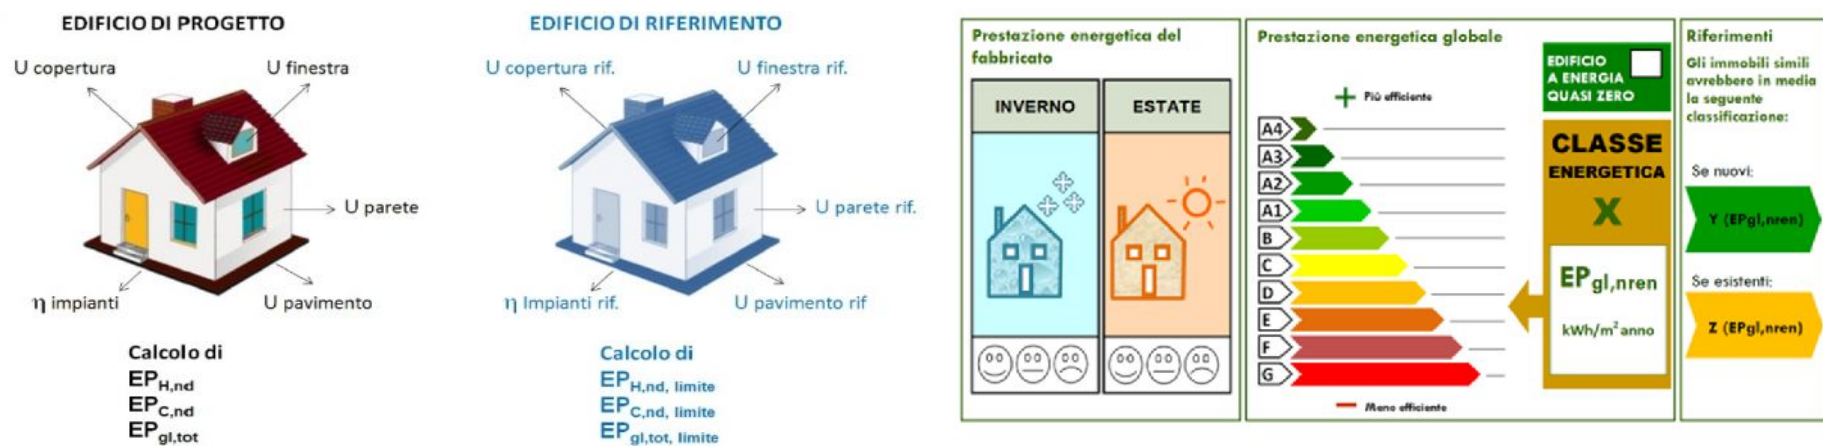 EDIFICIO DI PROGETTO
U copertura
U finestra
U parete
η impianti
U pavimento
Calcolo di
EPH,nd
EPC,nd
EPgl,tot
EDIFICIO DI RIFERIMENTO
U copertura rif.
U finestra rif.
U parete rif.
η Impianti rif.
U pavimento rif
Calcolo di
EPH,nd, limite
EPC,nd, limite
EPgl,tot, limite
Prestazione energetica del
fabbricato
INVERNO
ESTATE
Prestazione energetica globale
+ Più efficiente
A4
A3
A2
A1
B
C
D
E
F
G
— Meno efficiente
EDIFICIO
A ENERGIA
QUASI ZERO
CLASSE
ENERGETICA
X
EPgl,nren
kWh/m² anno
Riferimenti
Gli immobili simili
avrebbero in media
la seguente
classificazione:
Se nuovi:
Y (EPgl,nren)
Se esistenti:
Z (EPgl,nren)